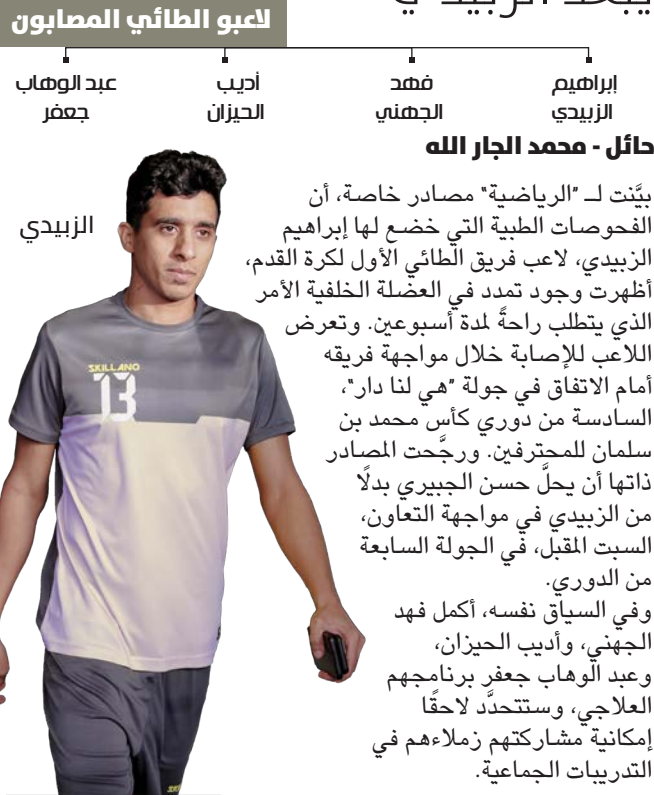 لاعبو الطائي المصابون
إبراهيم الزبيدي
فهد الجهني
أديب الحيزان
عبد الوهاب جعفر
حائل - محمد الجار الله
بيَّنت لـ "الرياضية" مصادر خاصة، أن
الفحوصات الطبية التي خضع لها إبراهيم
الزبيدي، لاعب فريق الطائي الأول لكرة القدم،
أظهرت وجود تمدد في العضلة الخلفية الأمر
الذي يتطلب راحةً لمدة أسبوعين. وتعرض
اللاعب للإصابة خلال مواجهة فريقه
أمام الاتفاق في جولة "هي لنا دار"،
السادسة من دوري كأس محمد بن
سلمان للمحترفين. ورجَّحت المصادر
ذاتها أن يحلَّ حسن الجبيري بدلًا
من الزبيدي في مواجهة التعاون،
السبت المقبل، في الجولة السابعة
من الدوري.
وفي السياق نفسه، أكمل فهد
الجهني، وأديب الحيزان،
وعبد الوهاب جعفر برنامجهم
العلاجي، وستتحدَّد لاحقًا
إمكانية مشاركتهم زملاءهم في
التدريبات الجماعية.
الزبيدي
SKILLANO
13